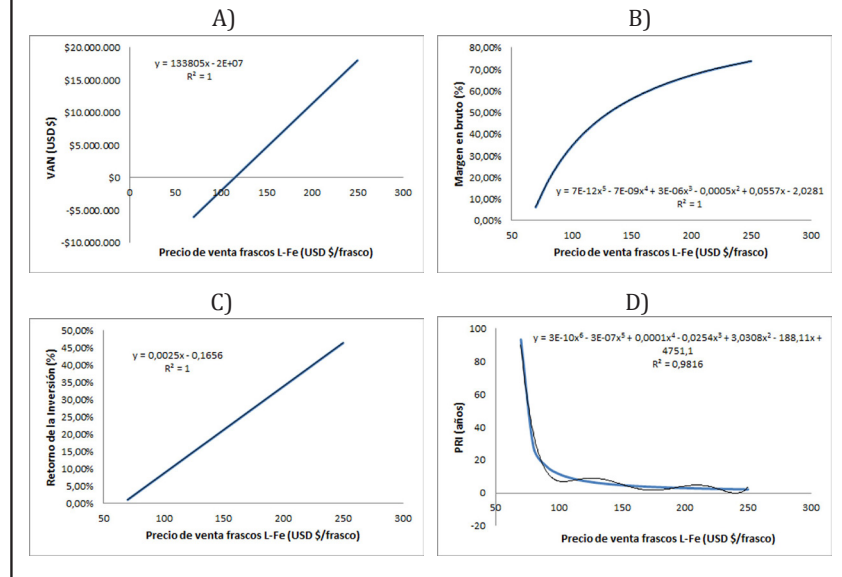 A)
$20.000.000
$15.000.000
$10.000.000
$5.000.000
$0
-$5.000.000
-$10.000.000
VAN (USD$)
y = 133805x - 2E+07
R² = 1
0 50 100 150 200 250 300
Precio de venta frascos L-Fe (USD $/frasco)
B)
80,00%
70,00%
60,00%
50,00%
40,00%
30,00%
20,00%
10,00%
0,00%
Margen en bruto (%)
y = 7E-12x⁵ - 7E-09x⁴ + 3E-06x³ - 0,0005x² + 0,0557x - 2,0281
R² = 1
50 100 150 200 250 300
Precio de venta frascos L-Fe (USD $/frasco)
C)
50,00%
45,00%
40,00%
35,00%
30,00%
25,00%
20,00%
15,00%
10,00%
5,00%
0,00%
Retorno de la Inversión (%)
y = 0,0025x - 0,1656
R² = 1
50 100 150 200 250 300
Precio de venta frascos L-Fe (USD $/frasco)
D)
100
80
60
40
20
0
-20
PRI (años)
y = 3E-10x⁶ - 3E-07x⁵ + 0,0001x⁴ - 0,0254x³ + 3,0308x² - 188,11x +
4751,1
R² = 0,9816
50 100 150 200 250 300
Precio de venta frascos L-Fe (USD $/frasco)